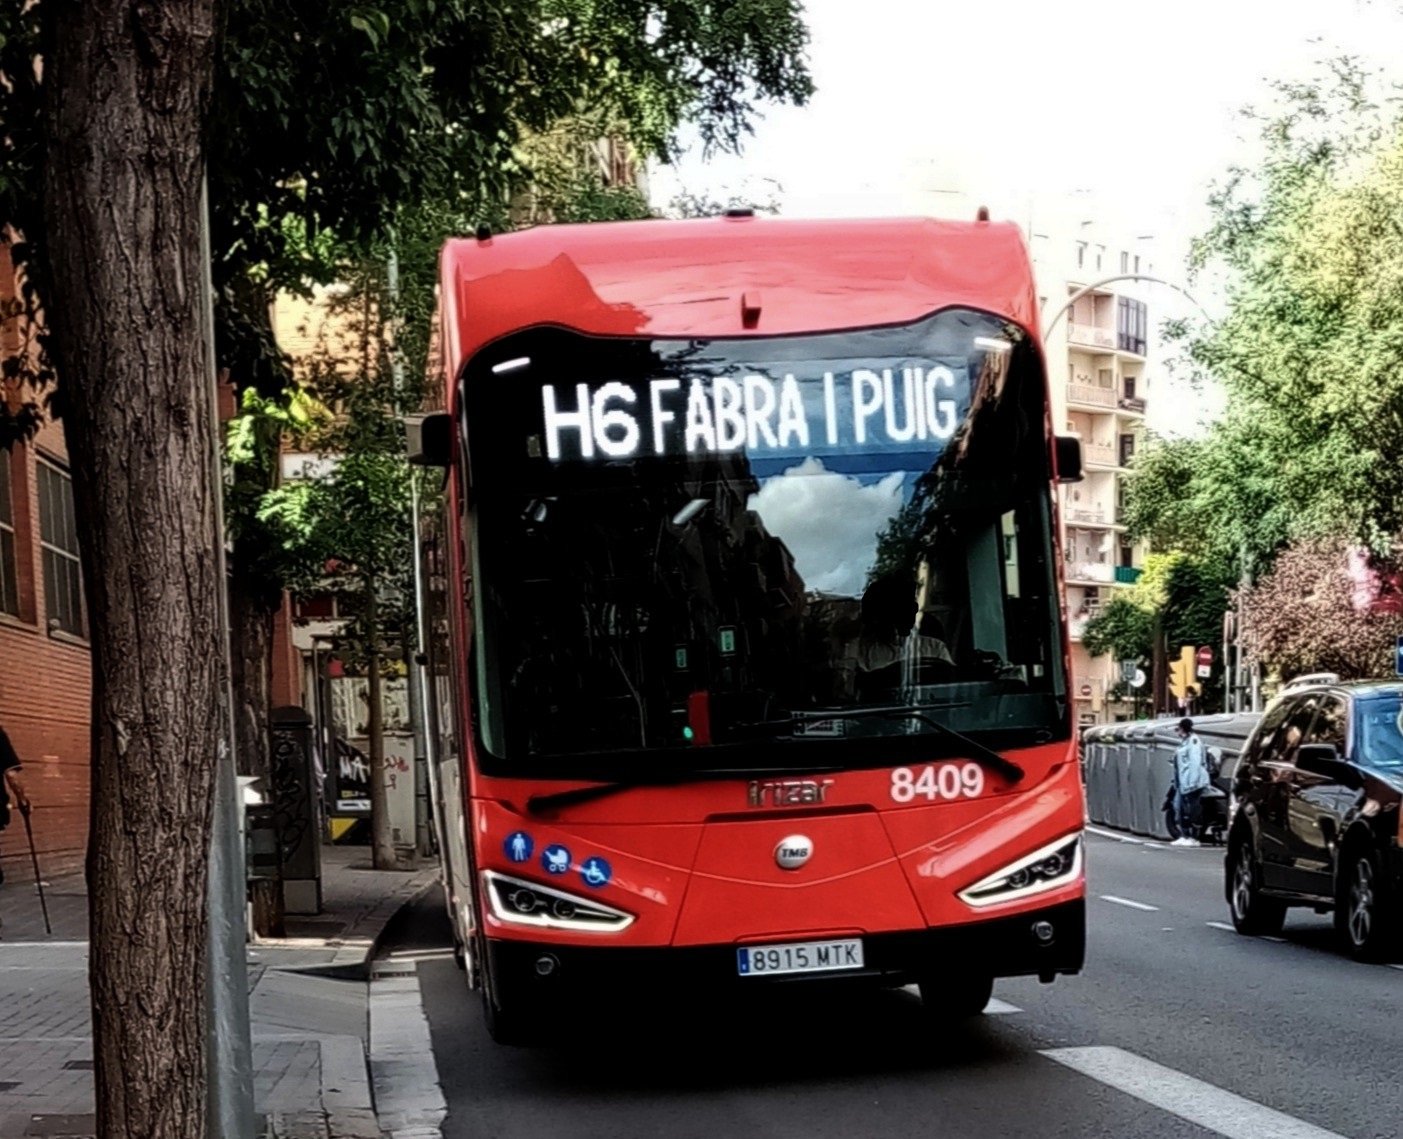 H6 FABRA I PUIG
irizar
8409
TMB
8915 MTK